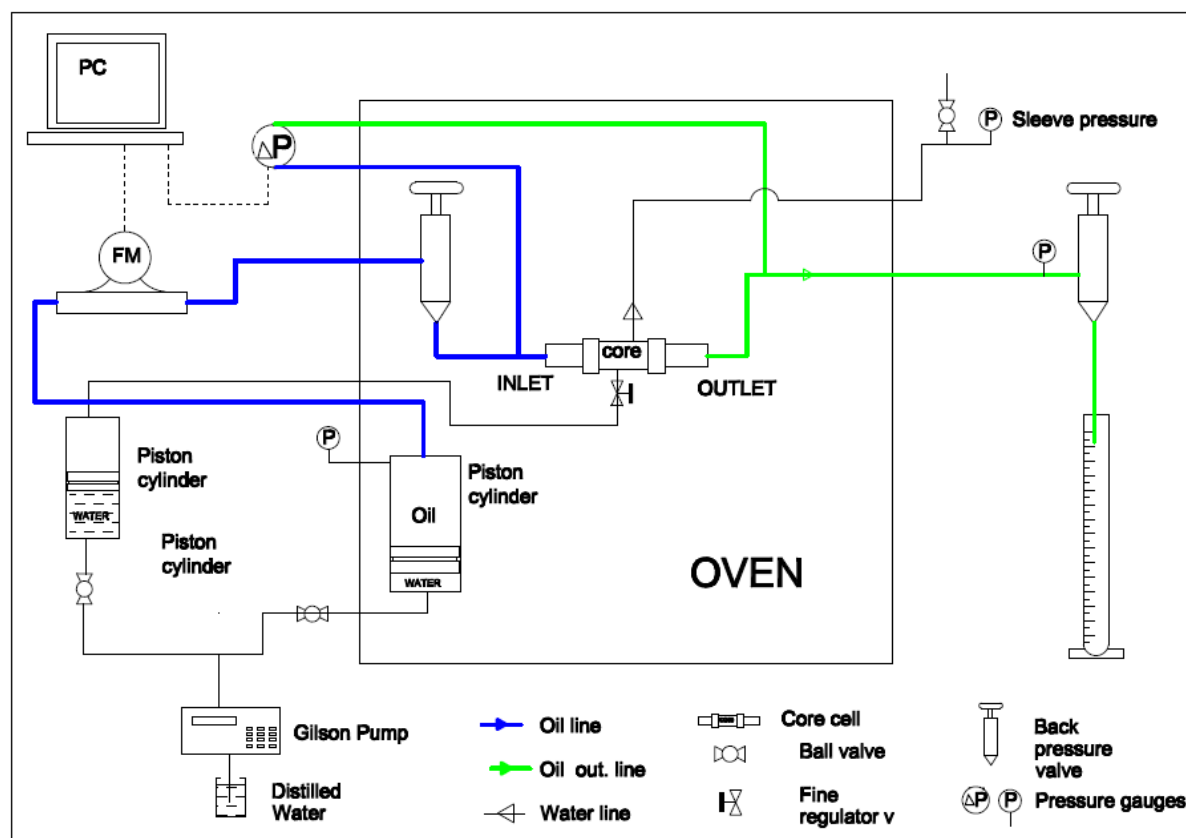 PC
ΔP
P
Sleeve pressure
FM
P
core
INLET
OUTLET
P
Piston
cylinder
WATER
Piston
cylinder
Piston
cylinder
Oil
WATER
OVEN
Gilson Pump
Distilled
Water
Oil line
Oil out. line
Water line
Core cell
Ball valve
Fine
regulator v
Back
pressure
valve
ΔP P Pressure gauges